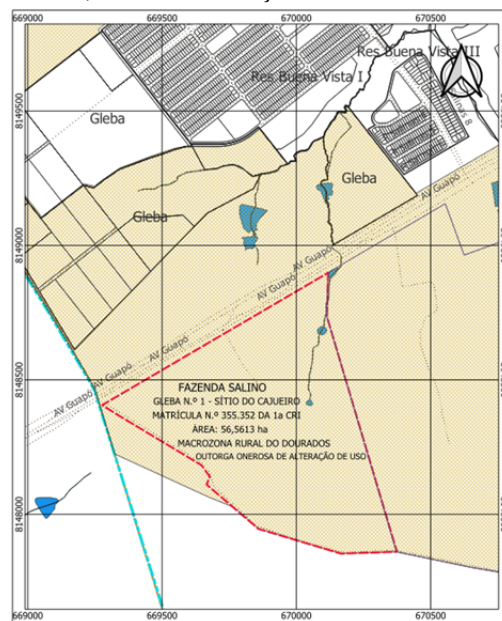 669000
669500
670000
670500
Res Buena Vista III
Res Buena Vista I
8149500
Gleba
Gleba
AV Guapó
Gleba
8149000
AV Guapó
AV Guapó
AV Guapó
8148500
AV Guapó
AV Guapó
FAZENDA SALINO
GLEBA N.º 1 - SÍTIO DO CAJUEIRO
MATRÍCULA N.º 355.352 DA 1a CRI
ÁREA: 56,5613 ha
MACROZONA RURAL DO DOURADOS
OUTORGA ONEROSA DE ALTERAÇÃO DE USO
8148000
669000
669500
670000
670500